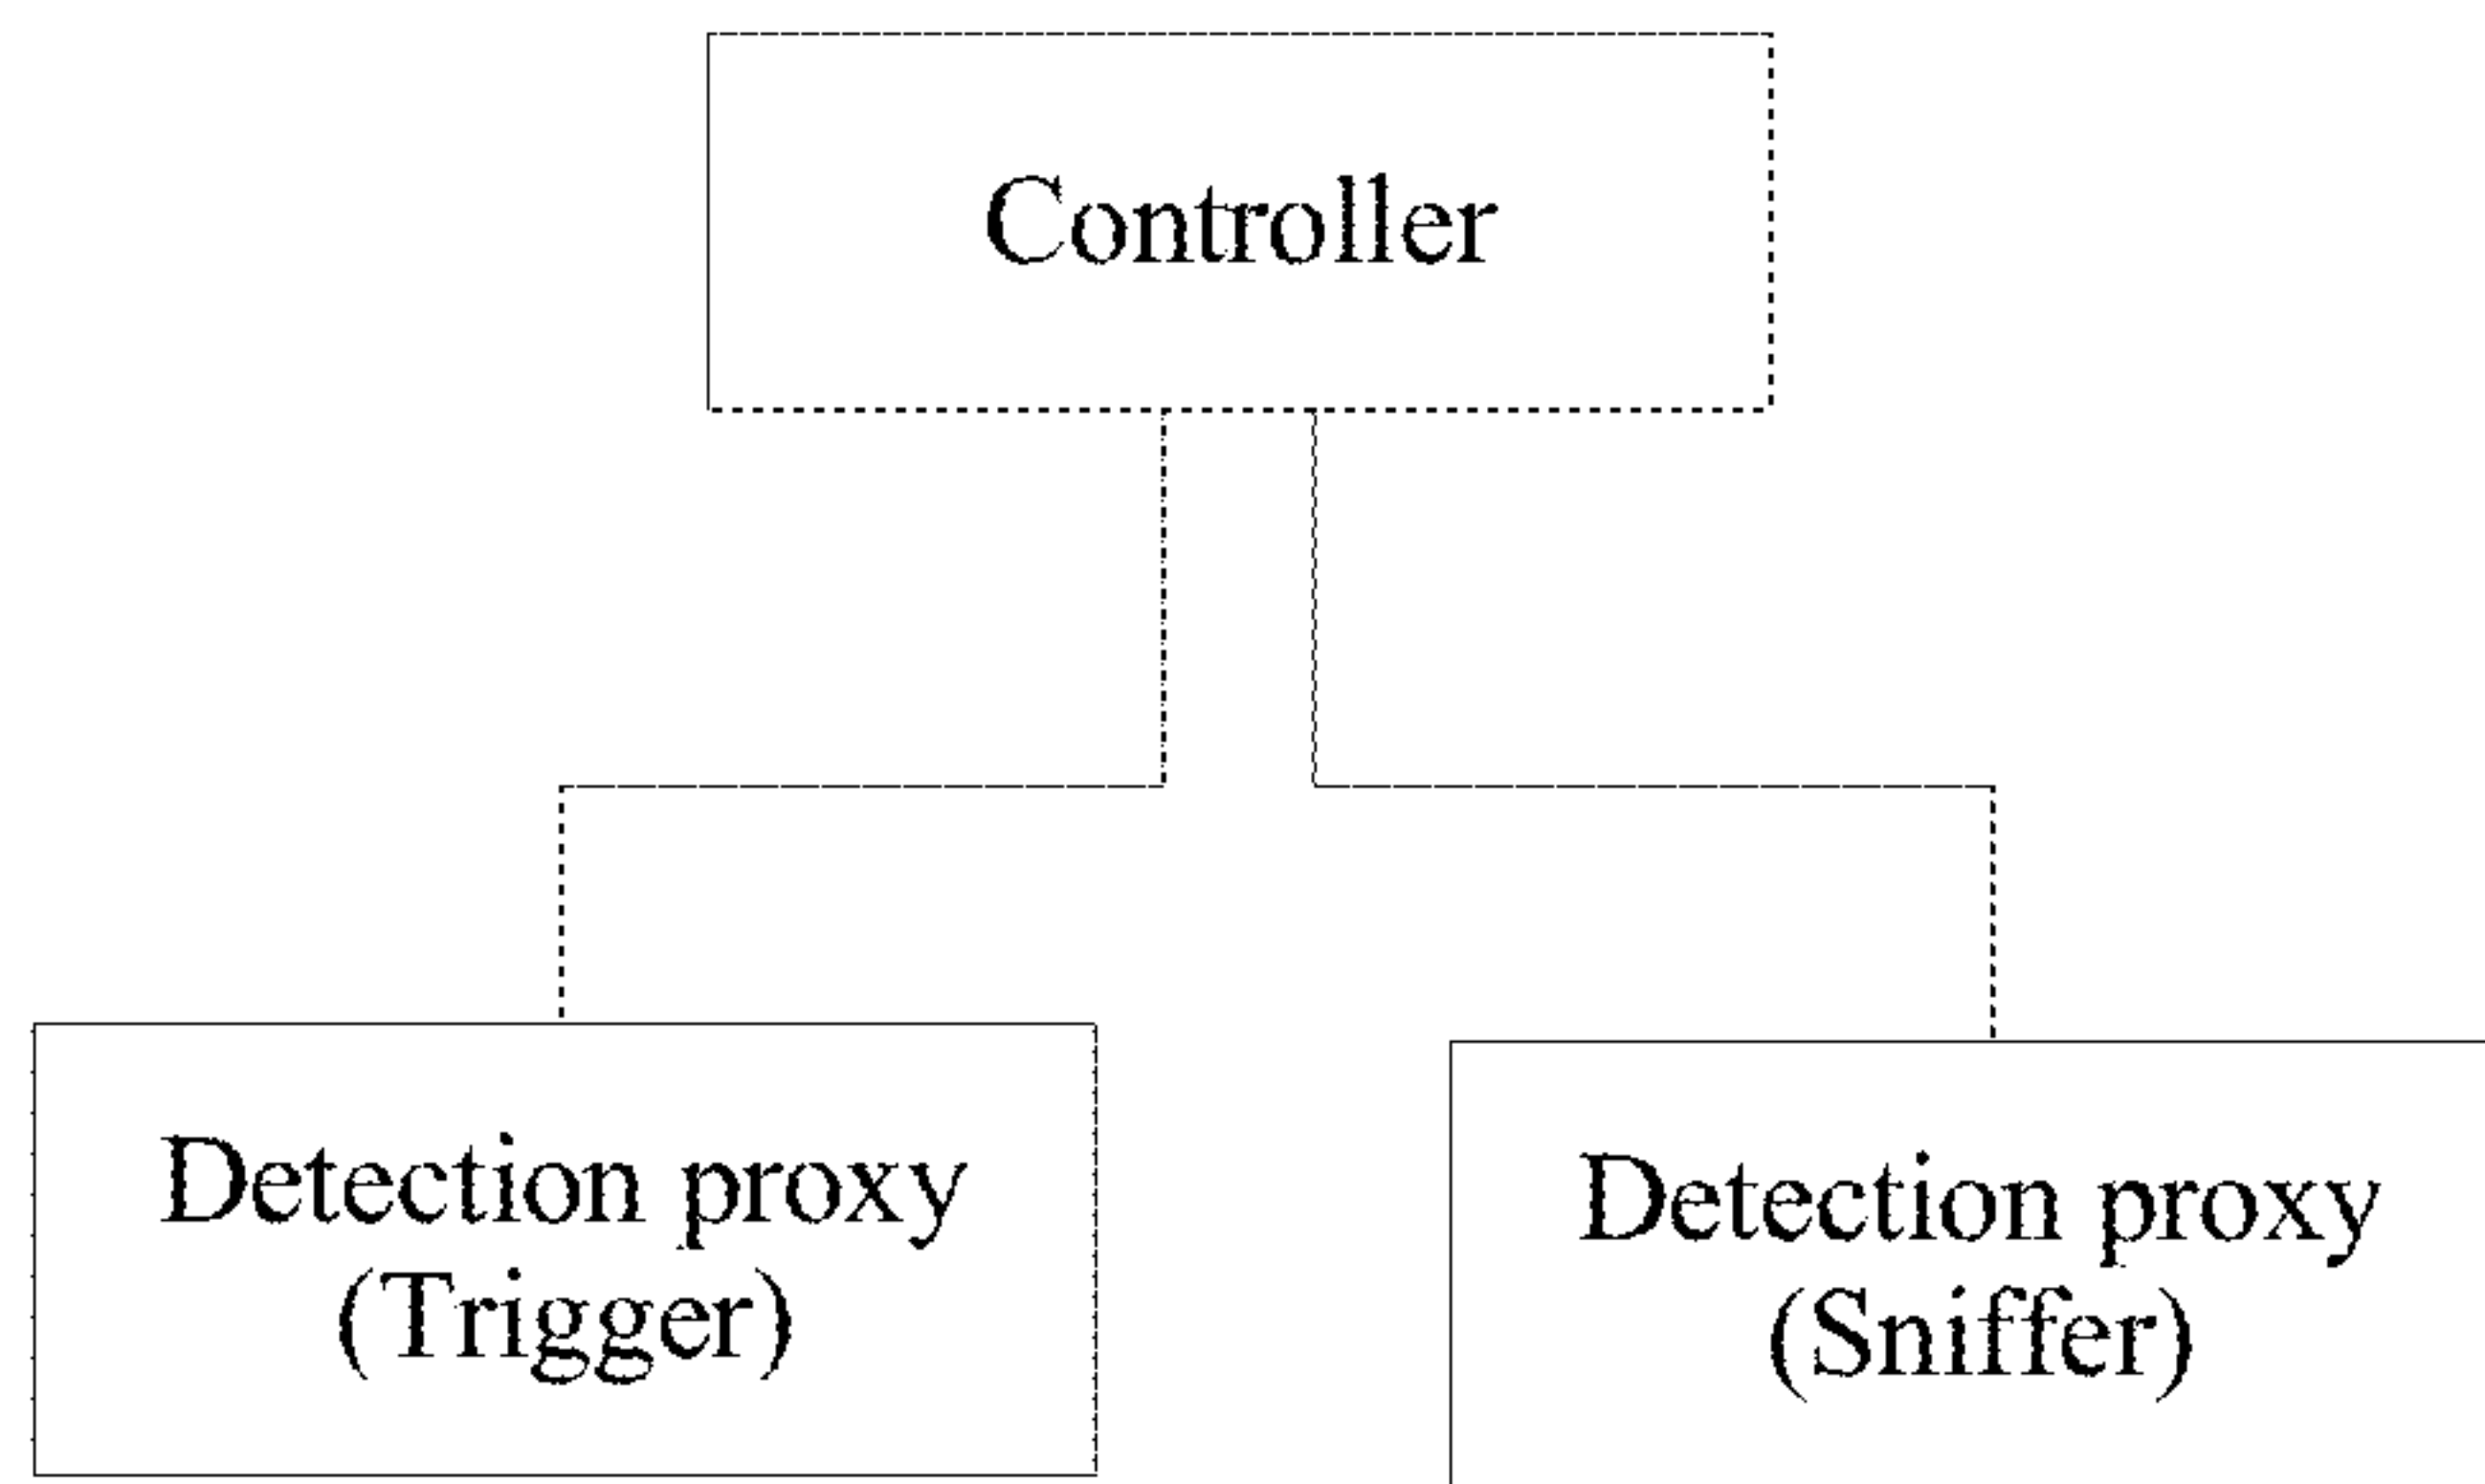 Controller
Detection proxy
(Trigger)
Detection proxy
(Sniffer)